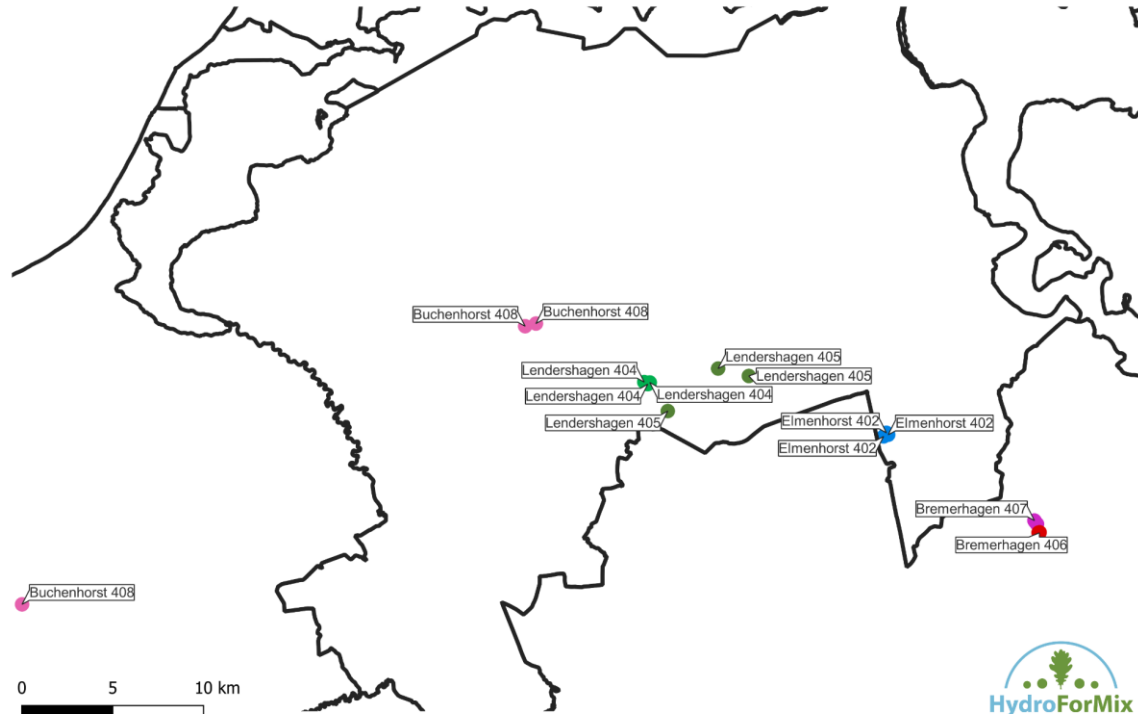 Buchenhorst 408
Buchenhorst 408
Lendershagen 405
Lendershagen 404
Lendershagen 405
Lendershagen 404
Lendershagen 404
Lendershagen 405
Elmenhorst 402
Elmenhorst 402
Elmenhorst 402
Bremerhagen 407
Bremerhagen 406
Buchenhorst 408
0 5 10 km
HydroForMix